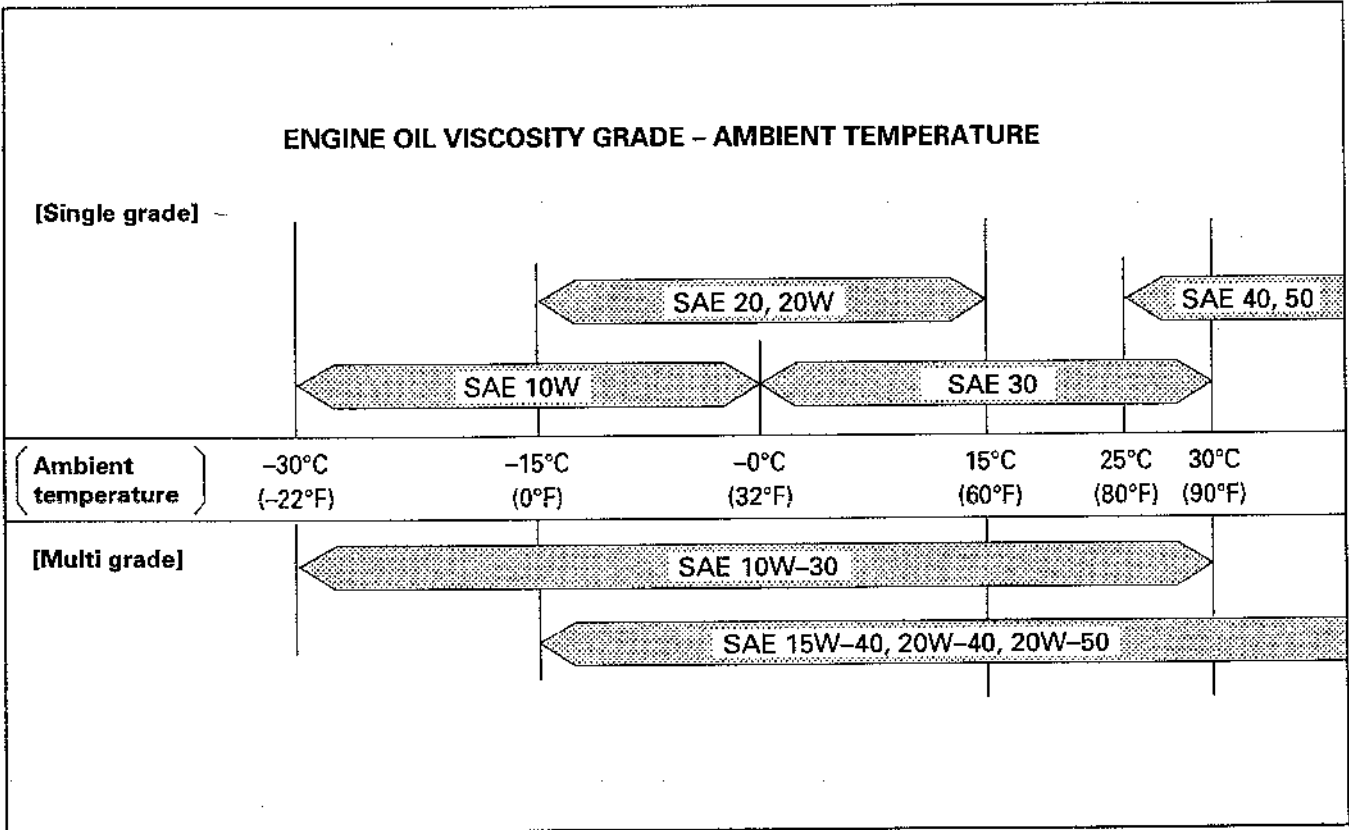 ENGINE OIL VISCOSITY GRADE – AMBIENT TEMPERATURE
[Single grade]
SAE 20, 20W
SAE 40, 50
SAE 10W
SAE 30
Ambient temperature
–30°C
(–22°F)
–15°C
(0°F)
–0°C
(32°F)
15°C
(60°F)
25°C
(80°F)
30°C
(90°F)
[Multi grade]
SAE 10W–30
SAE 15W–40, 20W–40, 20W–50